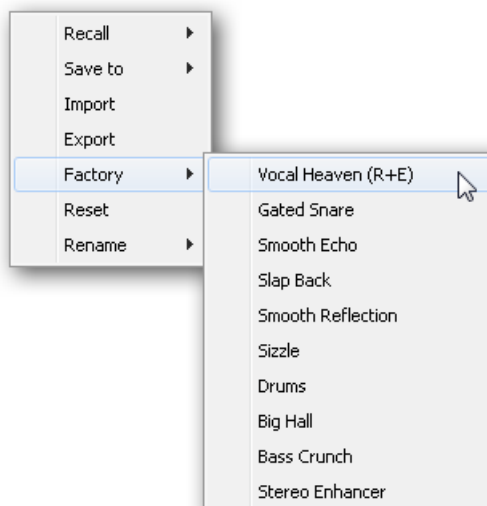 Recall
Save to
Import
Export
Factory
Reset
Rename
Vocal Heaven (R+E)
Gated Snare
Smooth Echo
Slap Back
Smooth Reflection
Sizzle
Drums
Big Hall
Bass Crunch
Stereo Enhancer